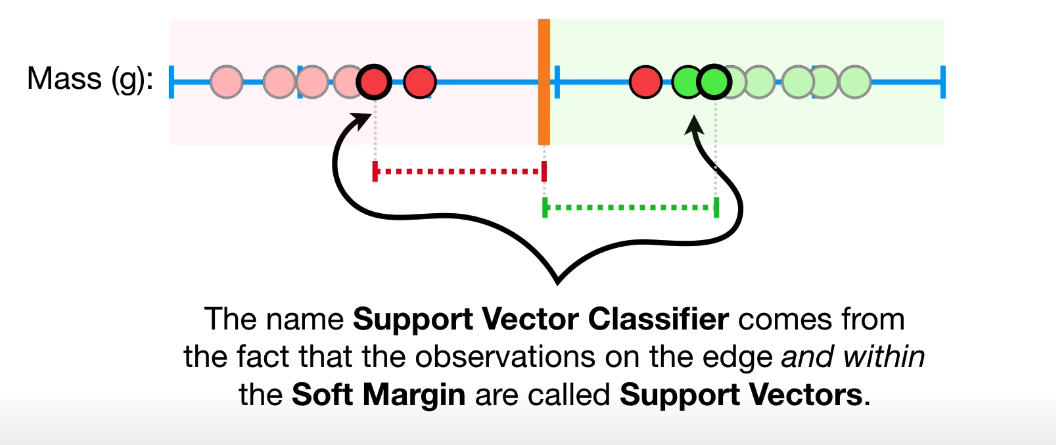 Mass (g):
The name Support Vector Classifier comes from
the fact that the observations on the edge and within
the Soft Margin are called Support Vectors.